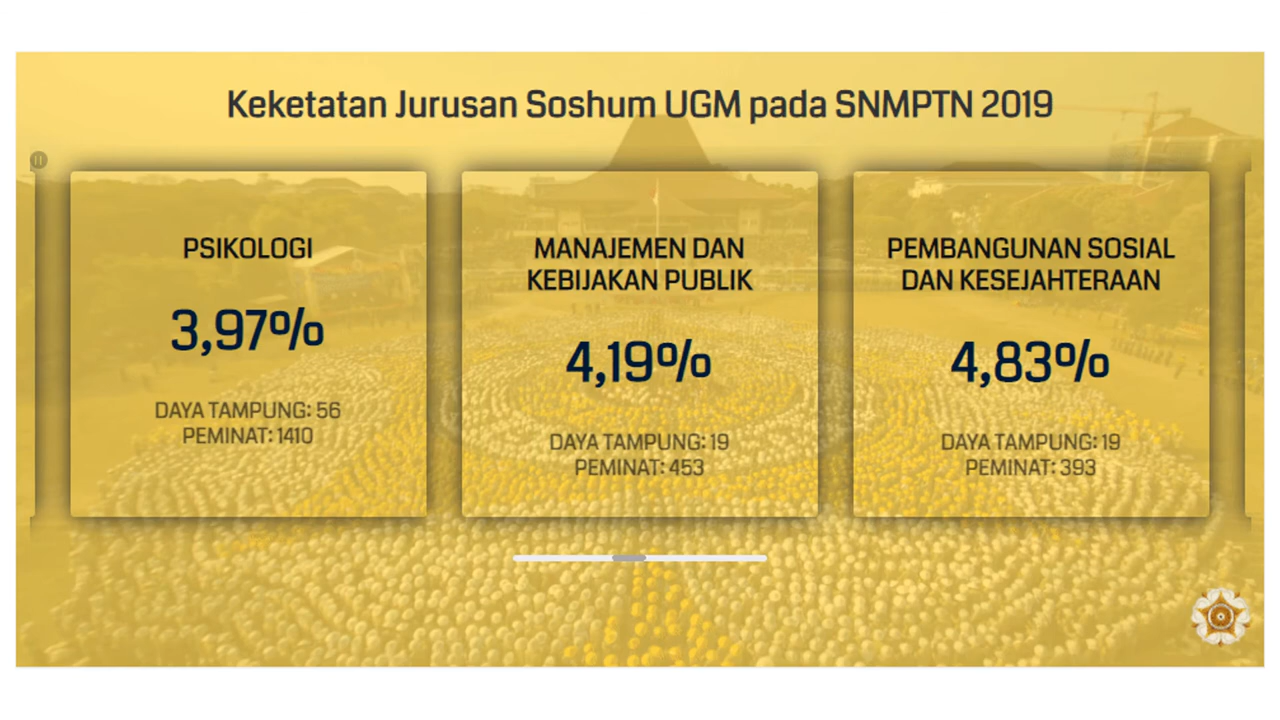 Keketatan Jurusan Soshum UGM pada SNMPTN 2019
PSIKOLOGI
3,97%
DAYA TAMPUNG: 56
PEMINAT: 1410
MANAJEMEN DAN
KEBIJAKAN PUBLIK
4,19%
DAYA TAMPUNG: 19
PEMINAT: 453
PEMBANGUNAN SOSIAL
DAN KESEJAHTERAAN
4,83%
DAYA TAMPUNG: 19
PEMINAT: 393